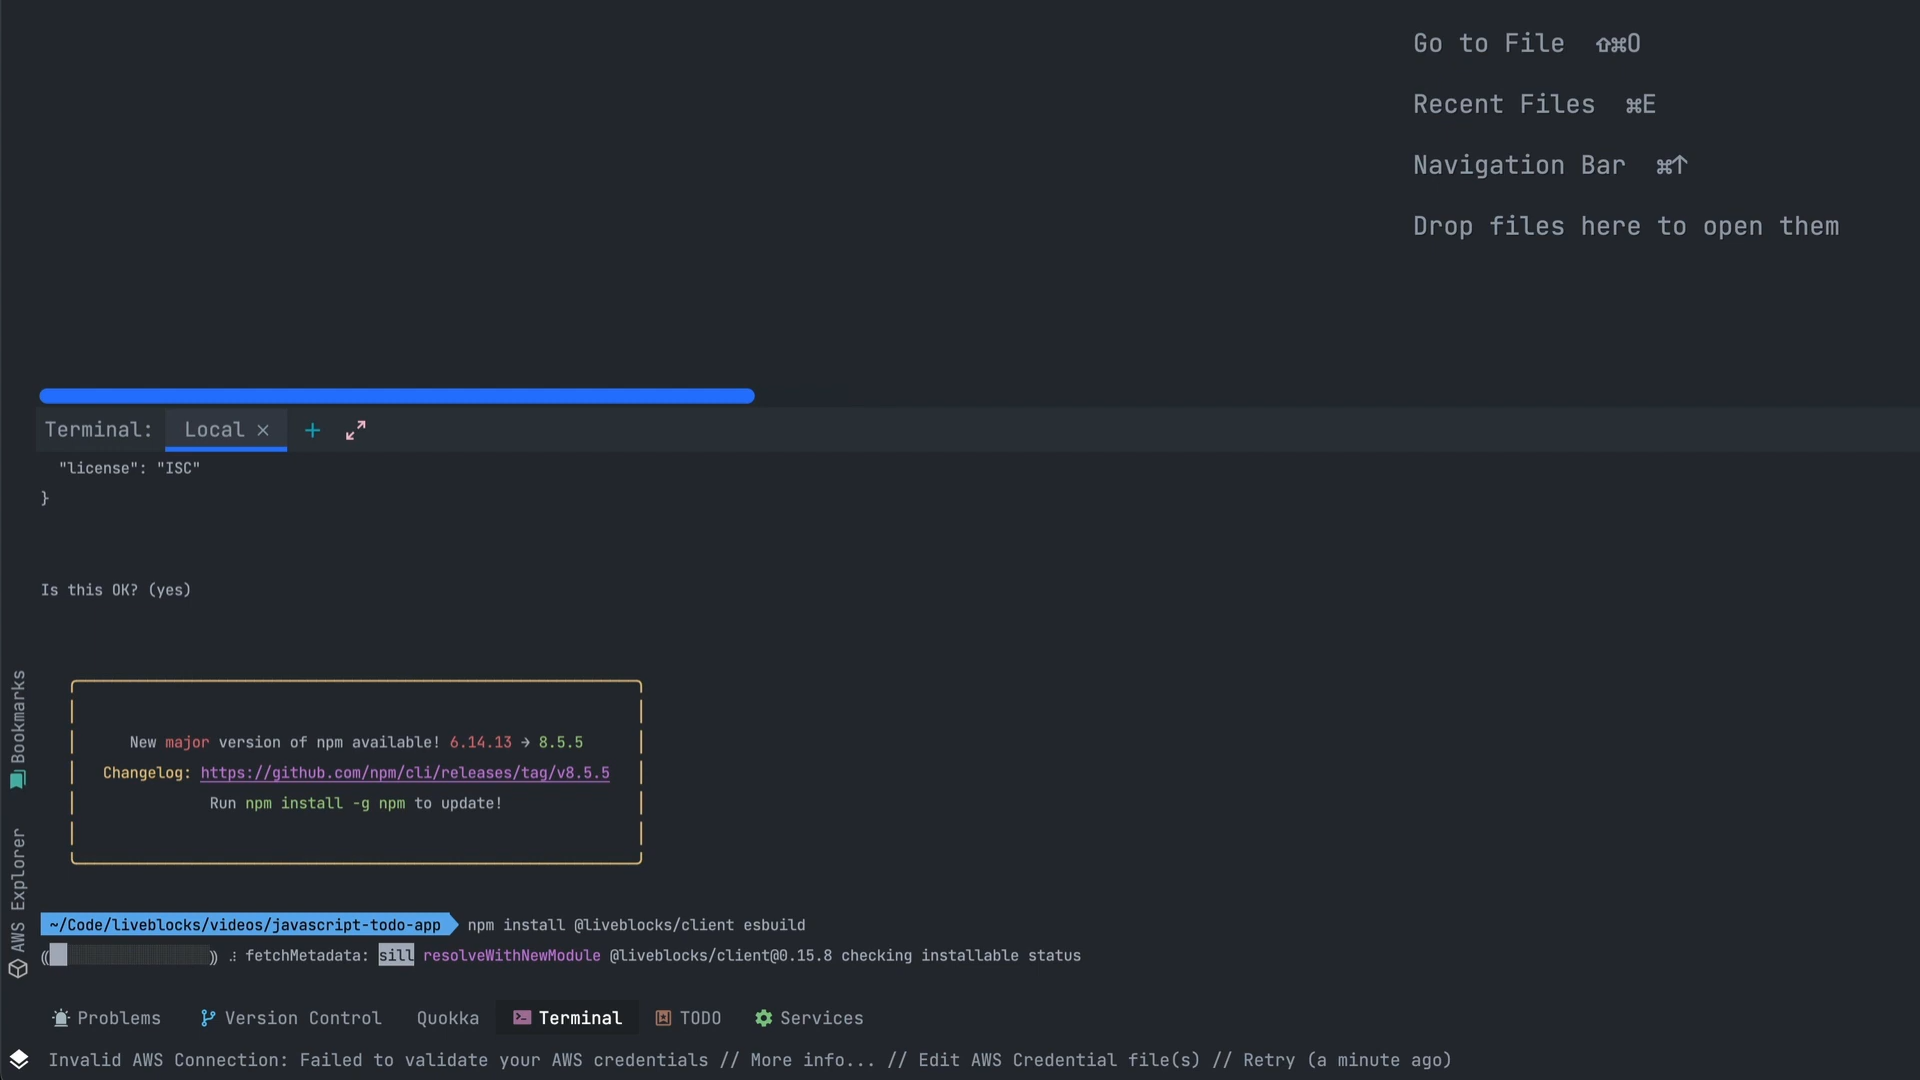 Go to File ⇧⌘O
Recent Files ⌘E
Navigation Bar ⌘↑
Drop files here to open them
Terminal: Local × +
"license": "ISC"
}
Is this OK? (yes)
New major version of npm available! 6.14.13 → 8.5.5
Changelog: https://github.com/npm/cli/releases/tag/v8.5.5
Run npm install -g npm to update!
Bookmarks
AWS Explorer
~/Code/liveblocks/videos/javascript-todo-app npm install @liveblocks/client esbuild
fetchMetadata: sill resolveWithNewModule @liveblocks/client@0.15.8 checking installable status
Problems Version Control Quokka Terminal TODO Services
Invalid AWS Connection: Failed to validate your AWS credentials // More info... // Edit AWS Credential file(s) // Retry (a minute ago)